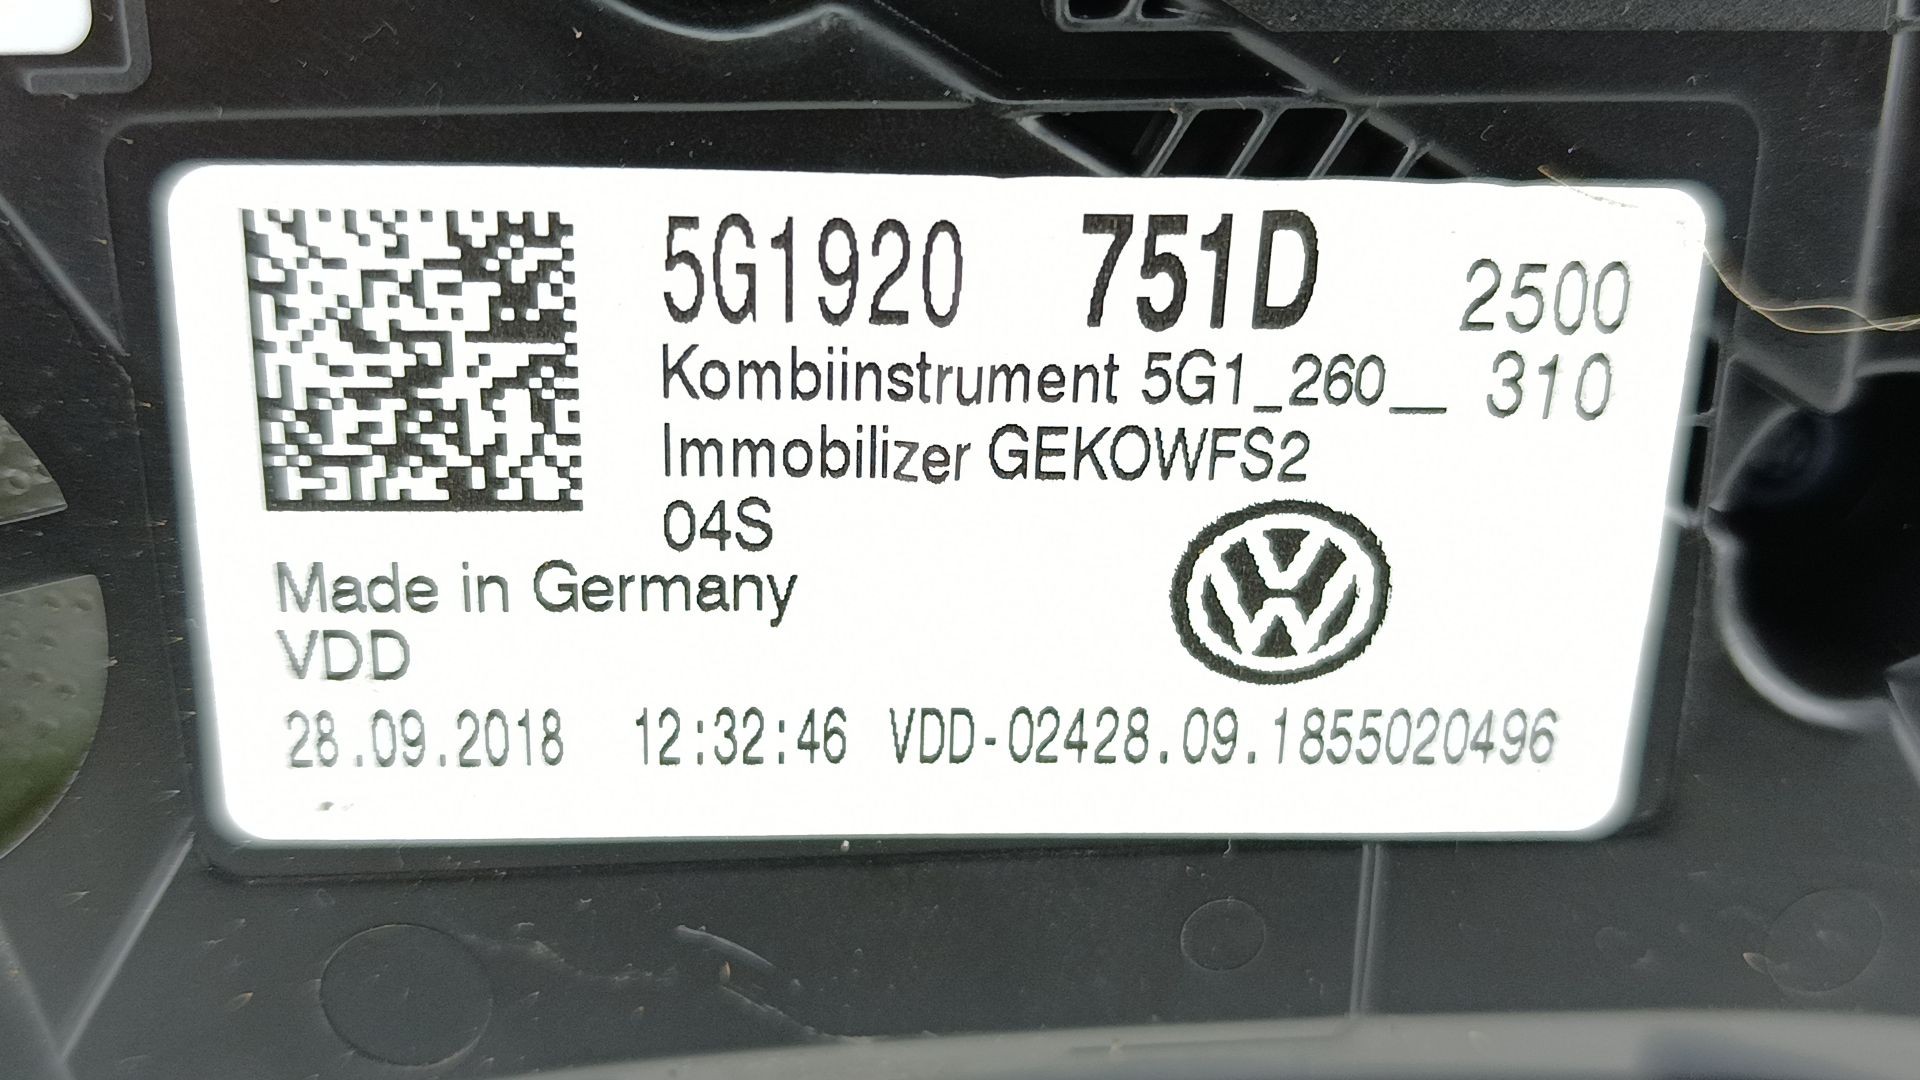 5G1920 751D 2500
Kombiinstrument 5G1_260__ 310
Immobilizer GEKOWFS2
04S
Made in Germany
VDD
28.09.2018 12:32:46 VDD-02428.09.1855020496